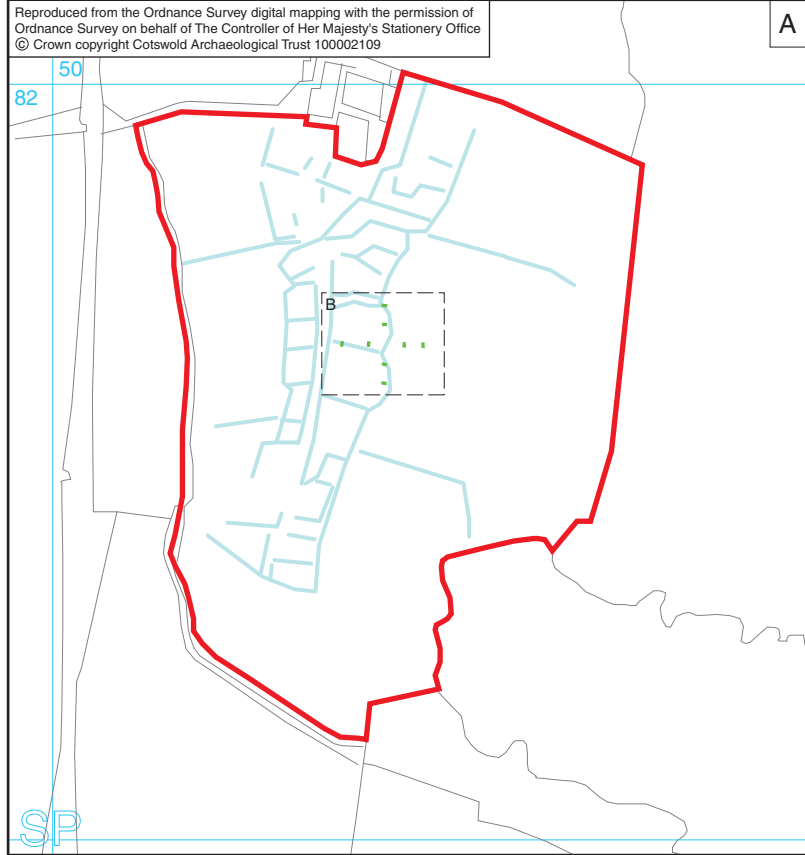 Reproduced from the Ordnance Survey digital mapping with the permission of
Ordnance Survey on behalf of The Controller of Her Majesty's Stationery Office
© Crown copyright Cotswold Archaeological Trust 100002109
A
50
82
B
SP